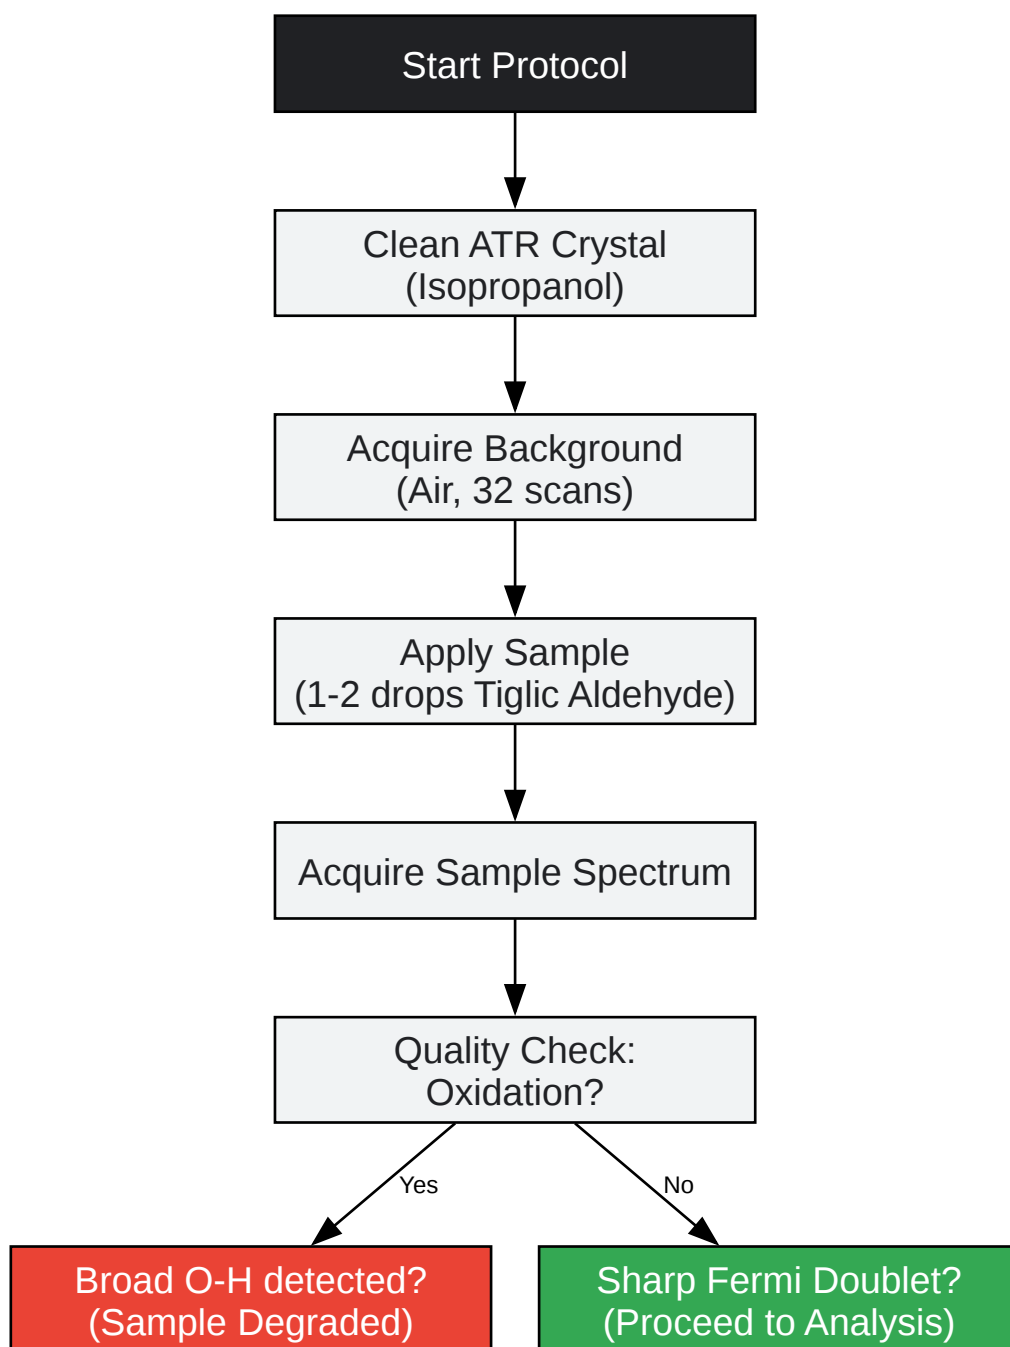 Start Protocol
Clean ATR Crystal
(Isopropanol)
Acquire Background
(Air, 32 scans)
Apply Sample
(1-2 drops Tiglic Aldehyde)
Acquire Sample Spectrum
Quality Check:
Oxidation?
Yes
No
Broad O-H detected?
(Sample Degraded)
Sharp Fermi Doublet?
(Proceed to Analysis)